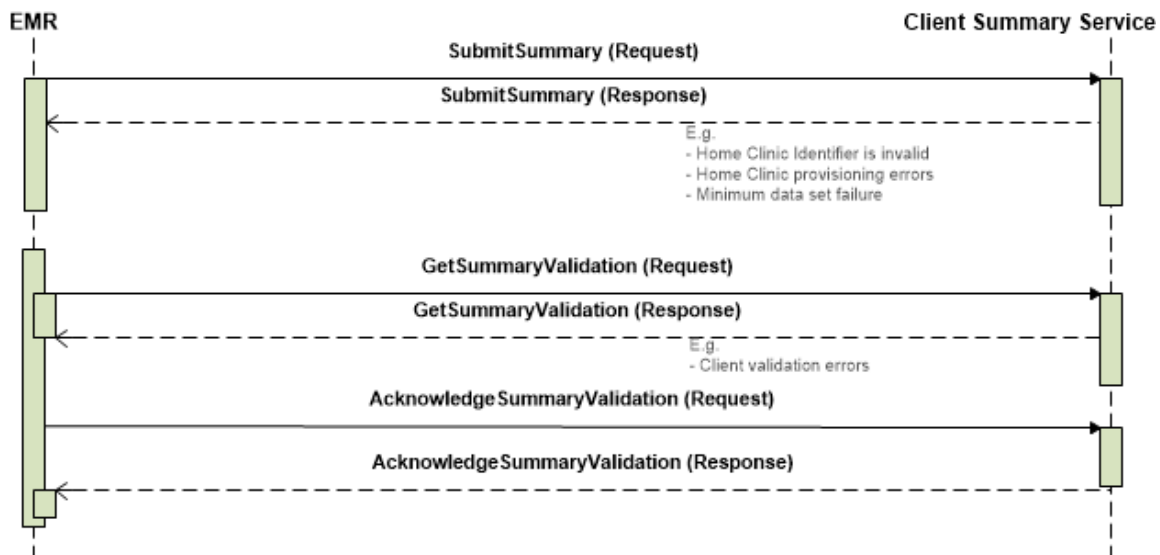 EMR
Client Summary Service
SubmitSummary (Request)
SubmitSummary (Response)
E.g.
- Home Clinic Identifier is invalid
- Home Clinic provisioning errors
- Minimum data set failure
GetSummaryValidation (Request)
GetSummaryValidation (Response)
E.g.
- Client validation errors
AcknowledgeSummaryValidation (Request)
AcknowledgeSummaryValidation (Response)